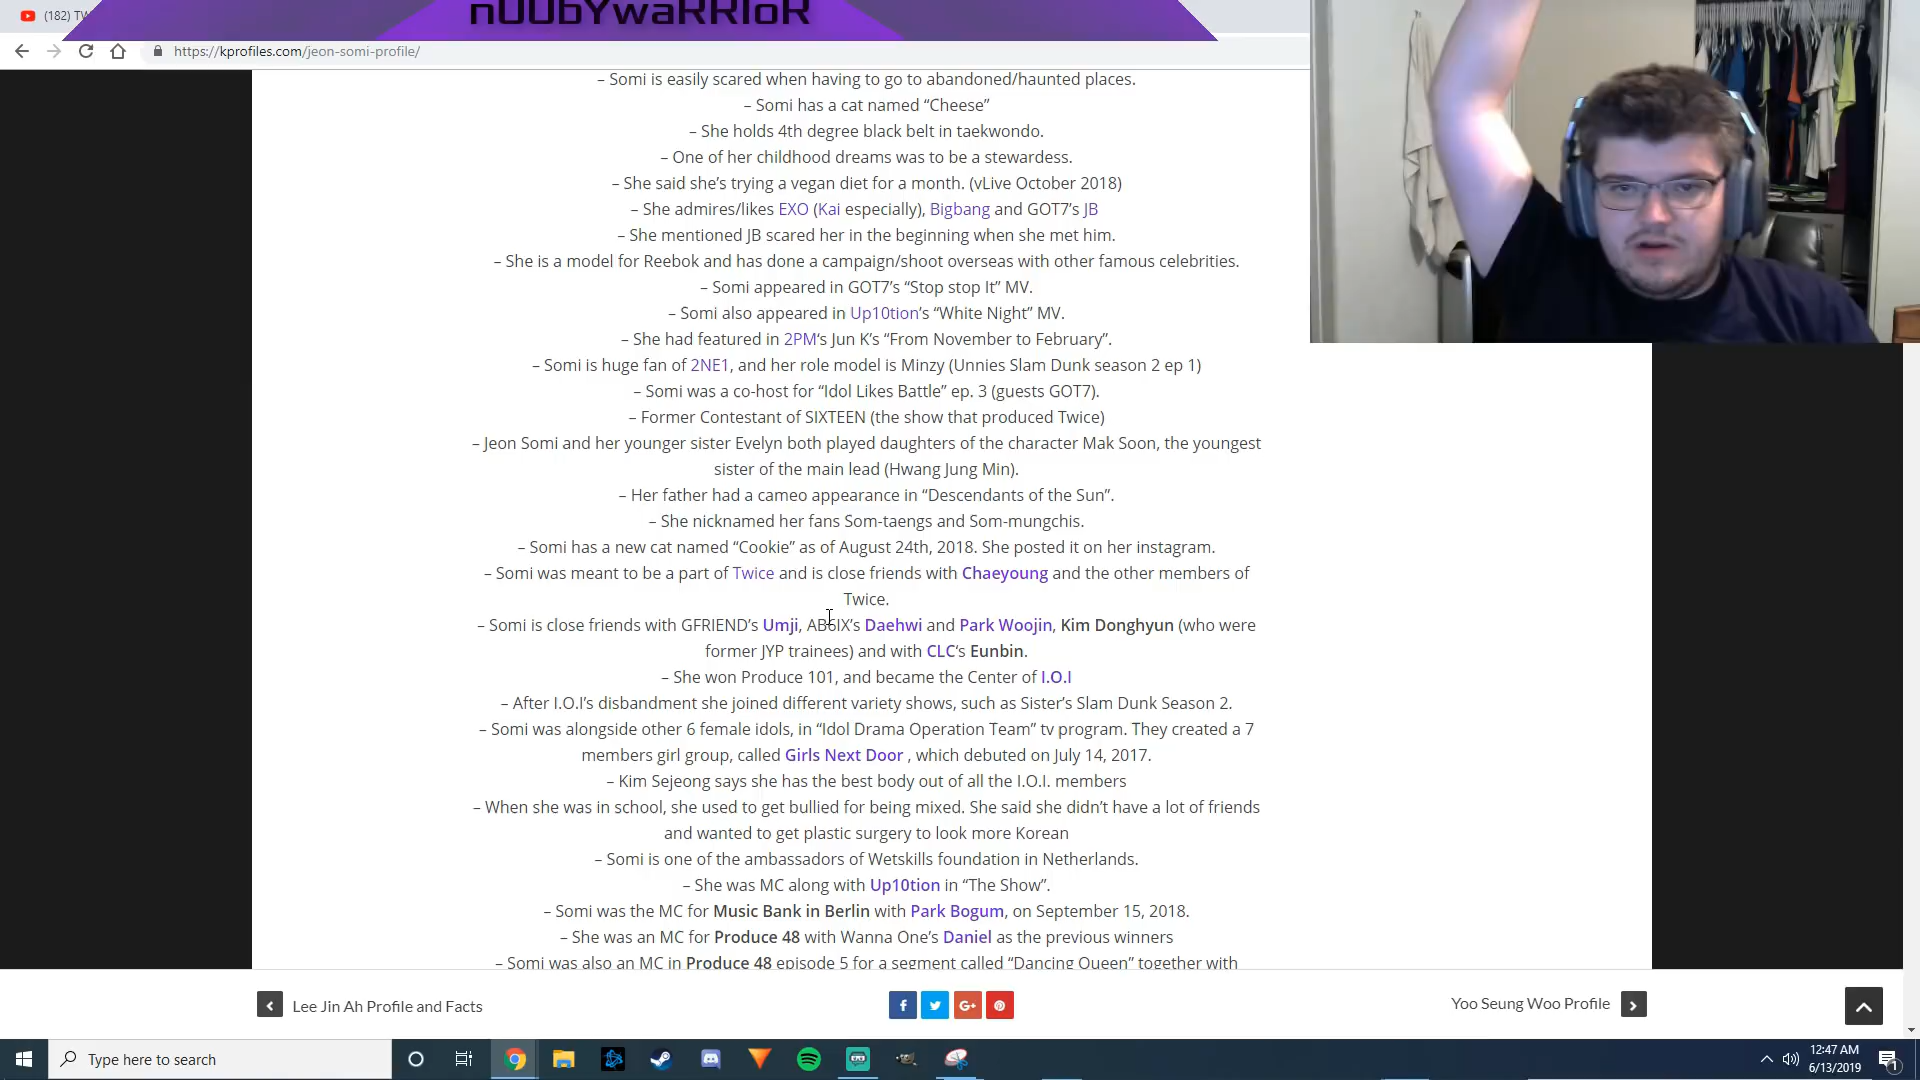 (182) TW
nUUbYwaRRIoR
https://kprofiles.com/jeon-somi-profile/
– Somi is easily scared when having to go to abandoned/haunted places.
– Somi has a cat named “Cheese”
– She holds 4th degree black belt in taekwondo.
– One of her childhood dreams was to be a stewardess.
– She said she’s trying a vegan diet for a month. (vLive October 2018)
– She admires/likes EXO (Kai especially), Bigbang and GOT7’s JB
– She mentioned JB scared her in the beginning when she met him.
– She is a model for Reebok and has done a campaign/shoot overseas with other famous celebrities.
– Somi appeared in GOT7’s “Stop stop It” MV.
– Somi also appeared in Up10tion’s “White Night” MV.
– She had featured in 2PM‘s Jun K’s “From November to February”.
– Somi is huge fan of 2NE1, and her role model is Minzy (Unnies Slam Dunk season 2 ep 1)
– Somi was a co-host for “Idol Likes Battle” ep. 3 (guests GOT7).
– Former Contestant of SIXTEEN (the show that produced Twice)
– Jeon Somi and her younger sister Evelyn both played daughters of the character Mak Soon, the youngest
sister of the main lead (Hwang Jung Min).
– Her father had a cameo appearance in “Descendants of the Sun”.
– She nicknamed her fans Som-taengs and Som-mungchis.
– Somi has a new cat named “Cookie” as of August 24th, 2018. She posted it on her instagram.
– Somi was meant to be a part of Twice and is close friends with Chaeyoung and the other members of
Twice.
– Somi is close friends with GFRIEND’s Umji, AB6IX’s Daehwi and Park Woojin, Kim Donghyun (who were
former JYP trainees) and with CLC‘s Eunbin.
– She won Produce 101, and became the Center of I.O.I
– After I.O.I’s disbandment she joined different variety shows, such as Sister’s Slam Dunk Season 2.
– Somi was alongside other 6 female idols, in “Idol Drama Operation Team” tv program. They created a 7
members girl group, called Girls Next Door , which debuted on July 14, 2017.
– Kim Sejeong says she has the best body out of all the I.O.I. members
– When she was in school, she used to get bullied for being mixed. She said she didn’t have a lot of friends
and wanted to get plastic surgery to look more Korean
– Somi is one of the ambassadors of Wetskills foundation in Netherlands.
– She was MC along with Up10tion in “The Show”.
– Somi was the MC for Music Bank in Berlin with Park Bogum, on September 15, 2018.
– She was an MC for Produce 48 with Wanna One’s Daniel as the previous winners
– Somi was also an MC in Produce 48 episode 5 for a segment called “Dancing Queen” together with
Lee Jin Ah Profile and Facts
Yoo Seung Woo Profile
Type here to search
12:47 AM
6/13/2019
1